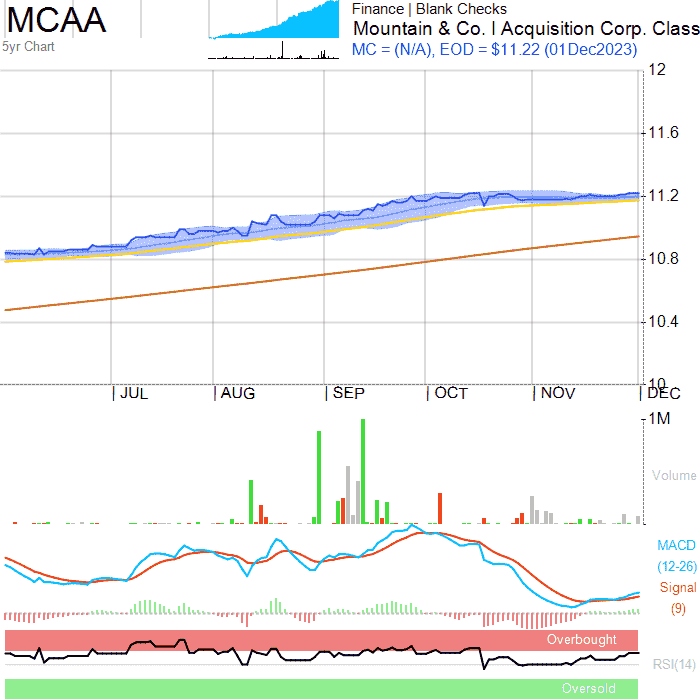 MCAA
5yr Chart
Finance | Blank Checks
Mountain & Co. I Acquisition Corp. Class
MC = (N/A), EOD = $11.22 (01Dec2023)
12
11.6
11.2
10.8
10.4
10
JUL AUG SEP OCT NOV DEC
1M
Volume
MACD
(12-26)
Signal
(9)
Overbought
RSI(14)
Oversold